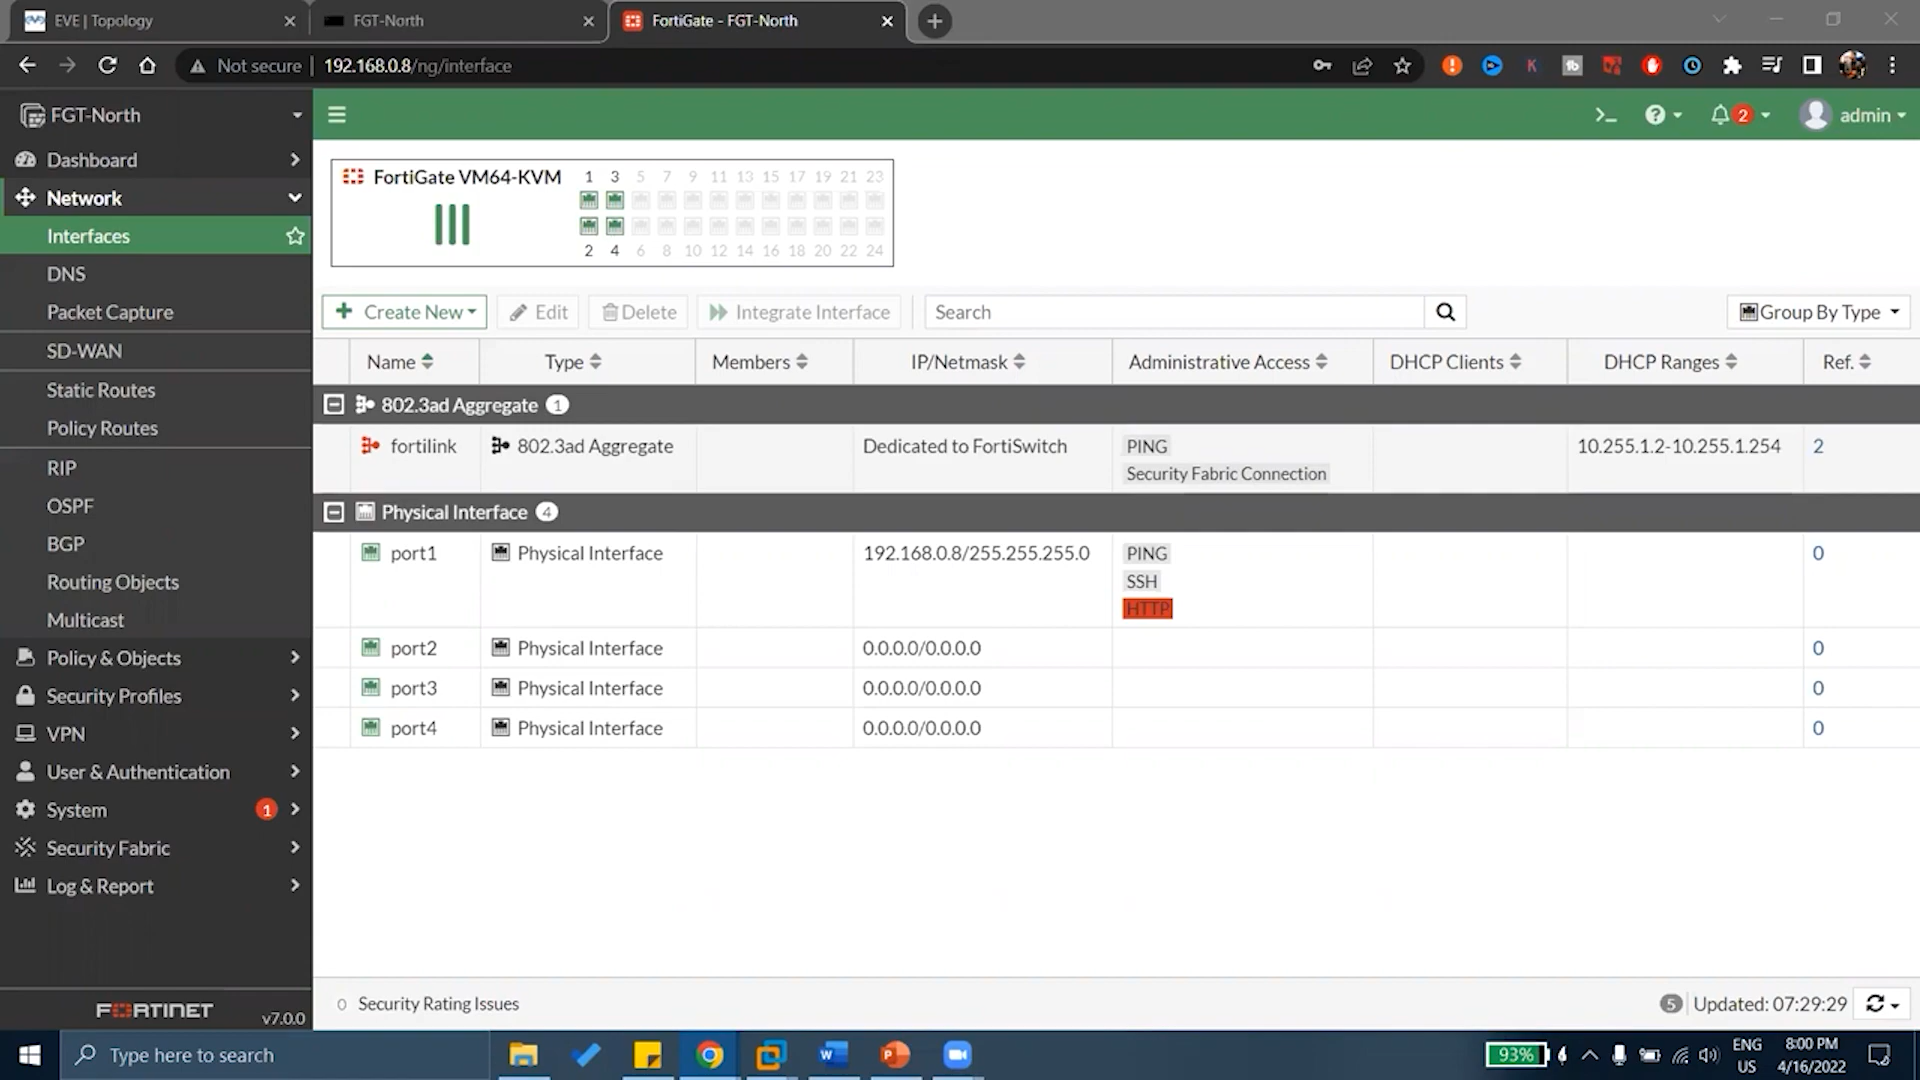 EVE | Topology
FGT-North
FortiGate - FGT-North
Not secure
192.168.0.8/ng/interface
FGT-North
2
admin
Dashboard
Network
Interfaces
DNS
Packet Capture
SD-WAN
Static Routes
Policy Routes
RIP
OSPF
BGP
Routing Objects
Multicast
Policy & Objects
Security Profiles
VPN
User & Authentication
System 1
Security Fabric
Log & Report
FORTINET v7.0.0
FortiGate VM64-KVM
1 3 5 7 9 11 13 15 17 19 21 23
2 4 6 8 10 12 14 16 18 20 22 24
Create New Edit Delete Integrate Interface Search Group By Type
Name Type Members IP/Netmask Administrative Access DHCP Clients DHCP Ranges Ref.
802.3ad Aggregate 1
fortilink 802.3ad Aggregate Dedicated to FortiSwitch PING 10.255.1.2-10.255.1.254 2
Security Fabric Connection
Physical Interface 4
port1 Physical Interface 192.168.0.8/255.255.255.0 PING 0
SSH
HTTP
port2 Physical Interface 0.0.0.0/0.0.0.0 0
port3 Physical Interface 0.0.0.0/0.0.0.0 0
port4 Physical Interface 0.0.0.0/0.0.0.0 0
0 Security Rating Issues
5 Updated: 07:29:29
Type here to search
93%
ENG
US
8:00 PM
4/16/2022